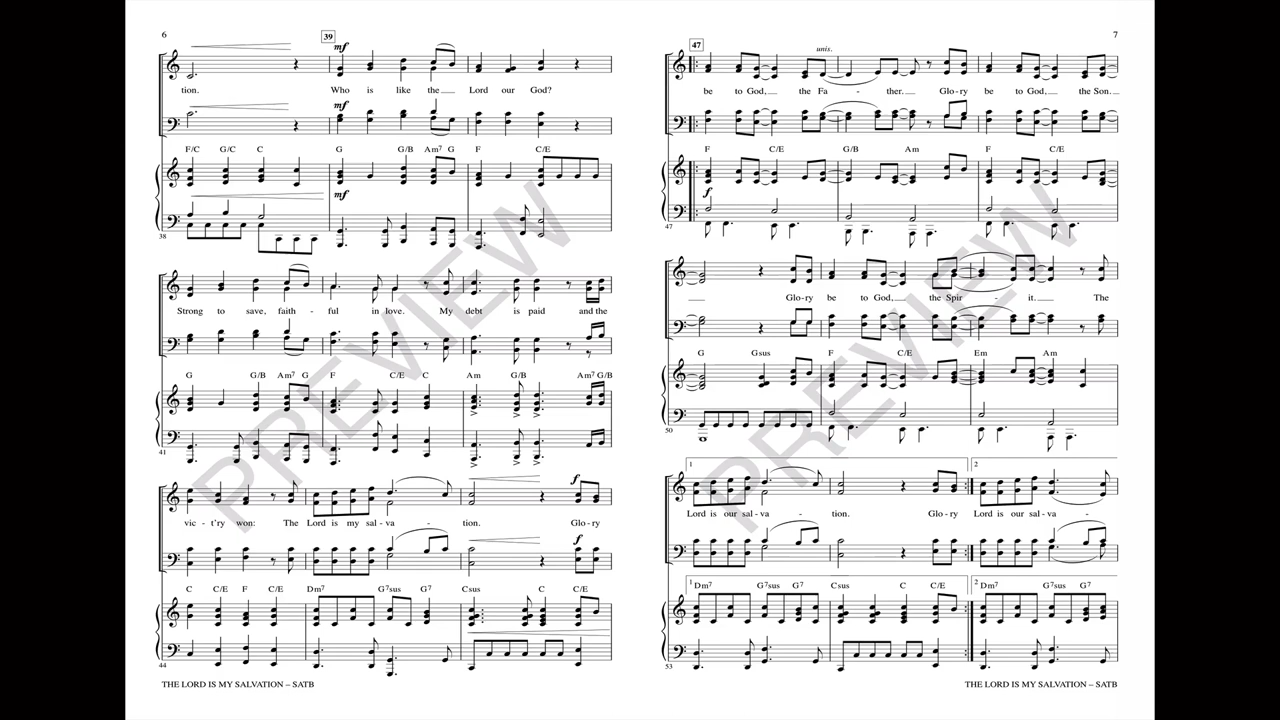 6
39
mf
tion. Who is like the Lord our God?
mf
F/C G/C C G G/B Am7 G F C/E
mf
38
Strong to save, faith - ful in love. My debt is paid and the
G G/B Am7 G F C/E C Am G/B Am7 G/B
41
f
vic - t'ry won: The Lord is my sal - va - tion. Glory
f
C C/E F C/E Dm7 G7sus G7 Csus C C/E
44
THE LORD IS MY SALVATION – SATB
7
47
unis.
be to God, the Fa - ther. Glo-ry be to God, the Son.
F C/E G/B Am F C/E
f
47
Glo-ry be to God, the Spir - it. The
G Gsus F C/E Em Am
50
1 2
Lord is our sal - va - tion. Glo-ry Lord is our sal - va -
1 Dm7 G7sus G7 Csus C C/E 2 Dm7 G7sus G7
53
THE LORD IS MY SALVATION – SATB
PREVIEW
PREVIEW